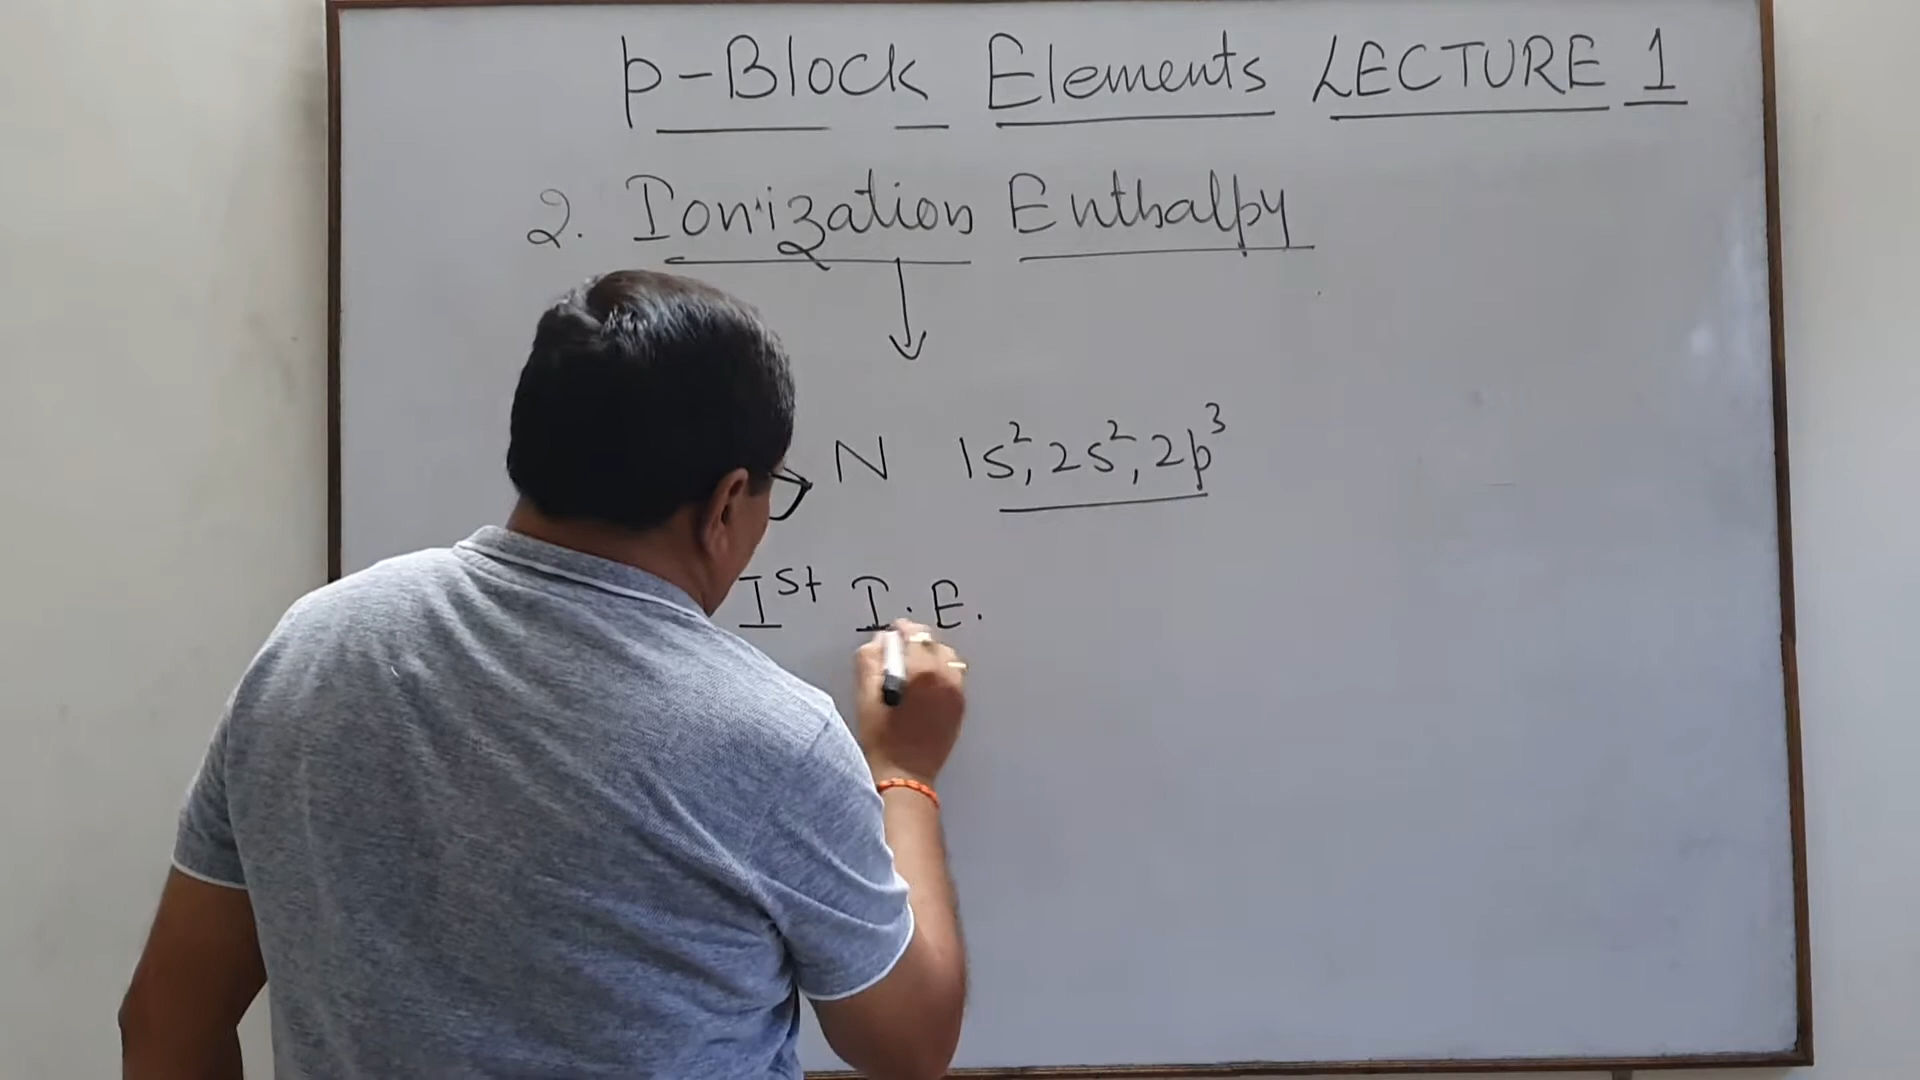 p-Block Elements LECTURE 1
2. Ionization Enthalpy
N 1s², 2s², 2p³
Ist I.E.